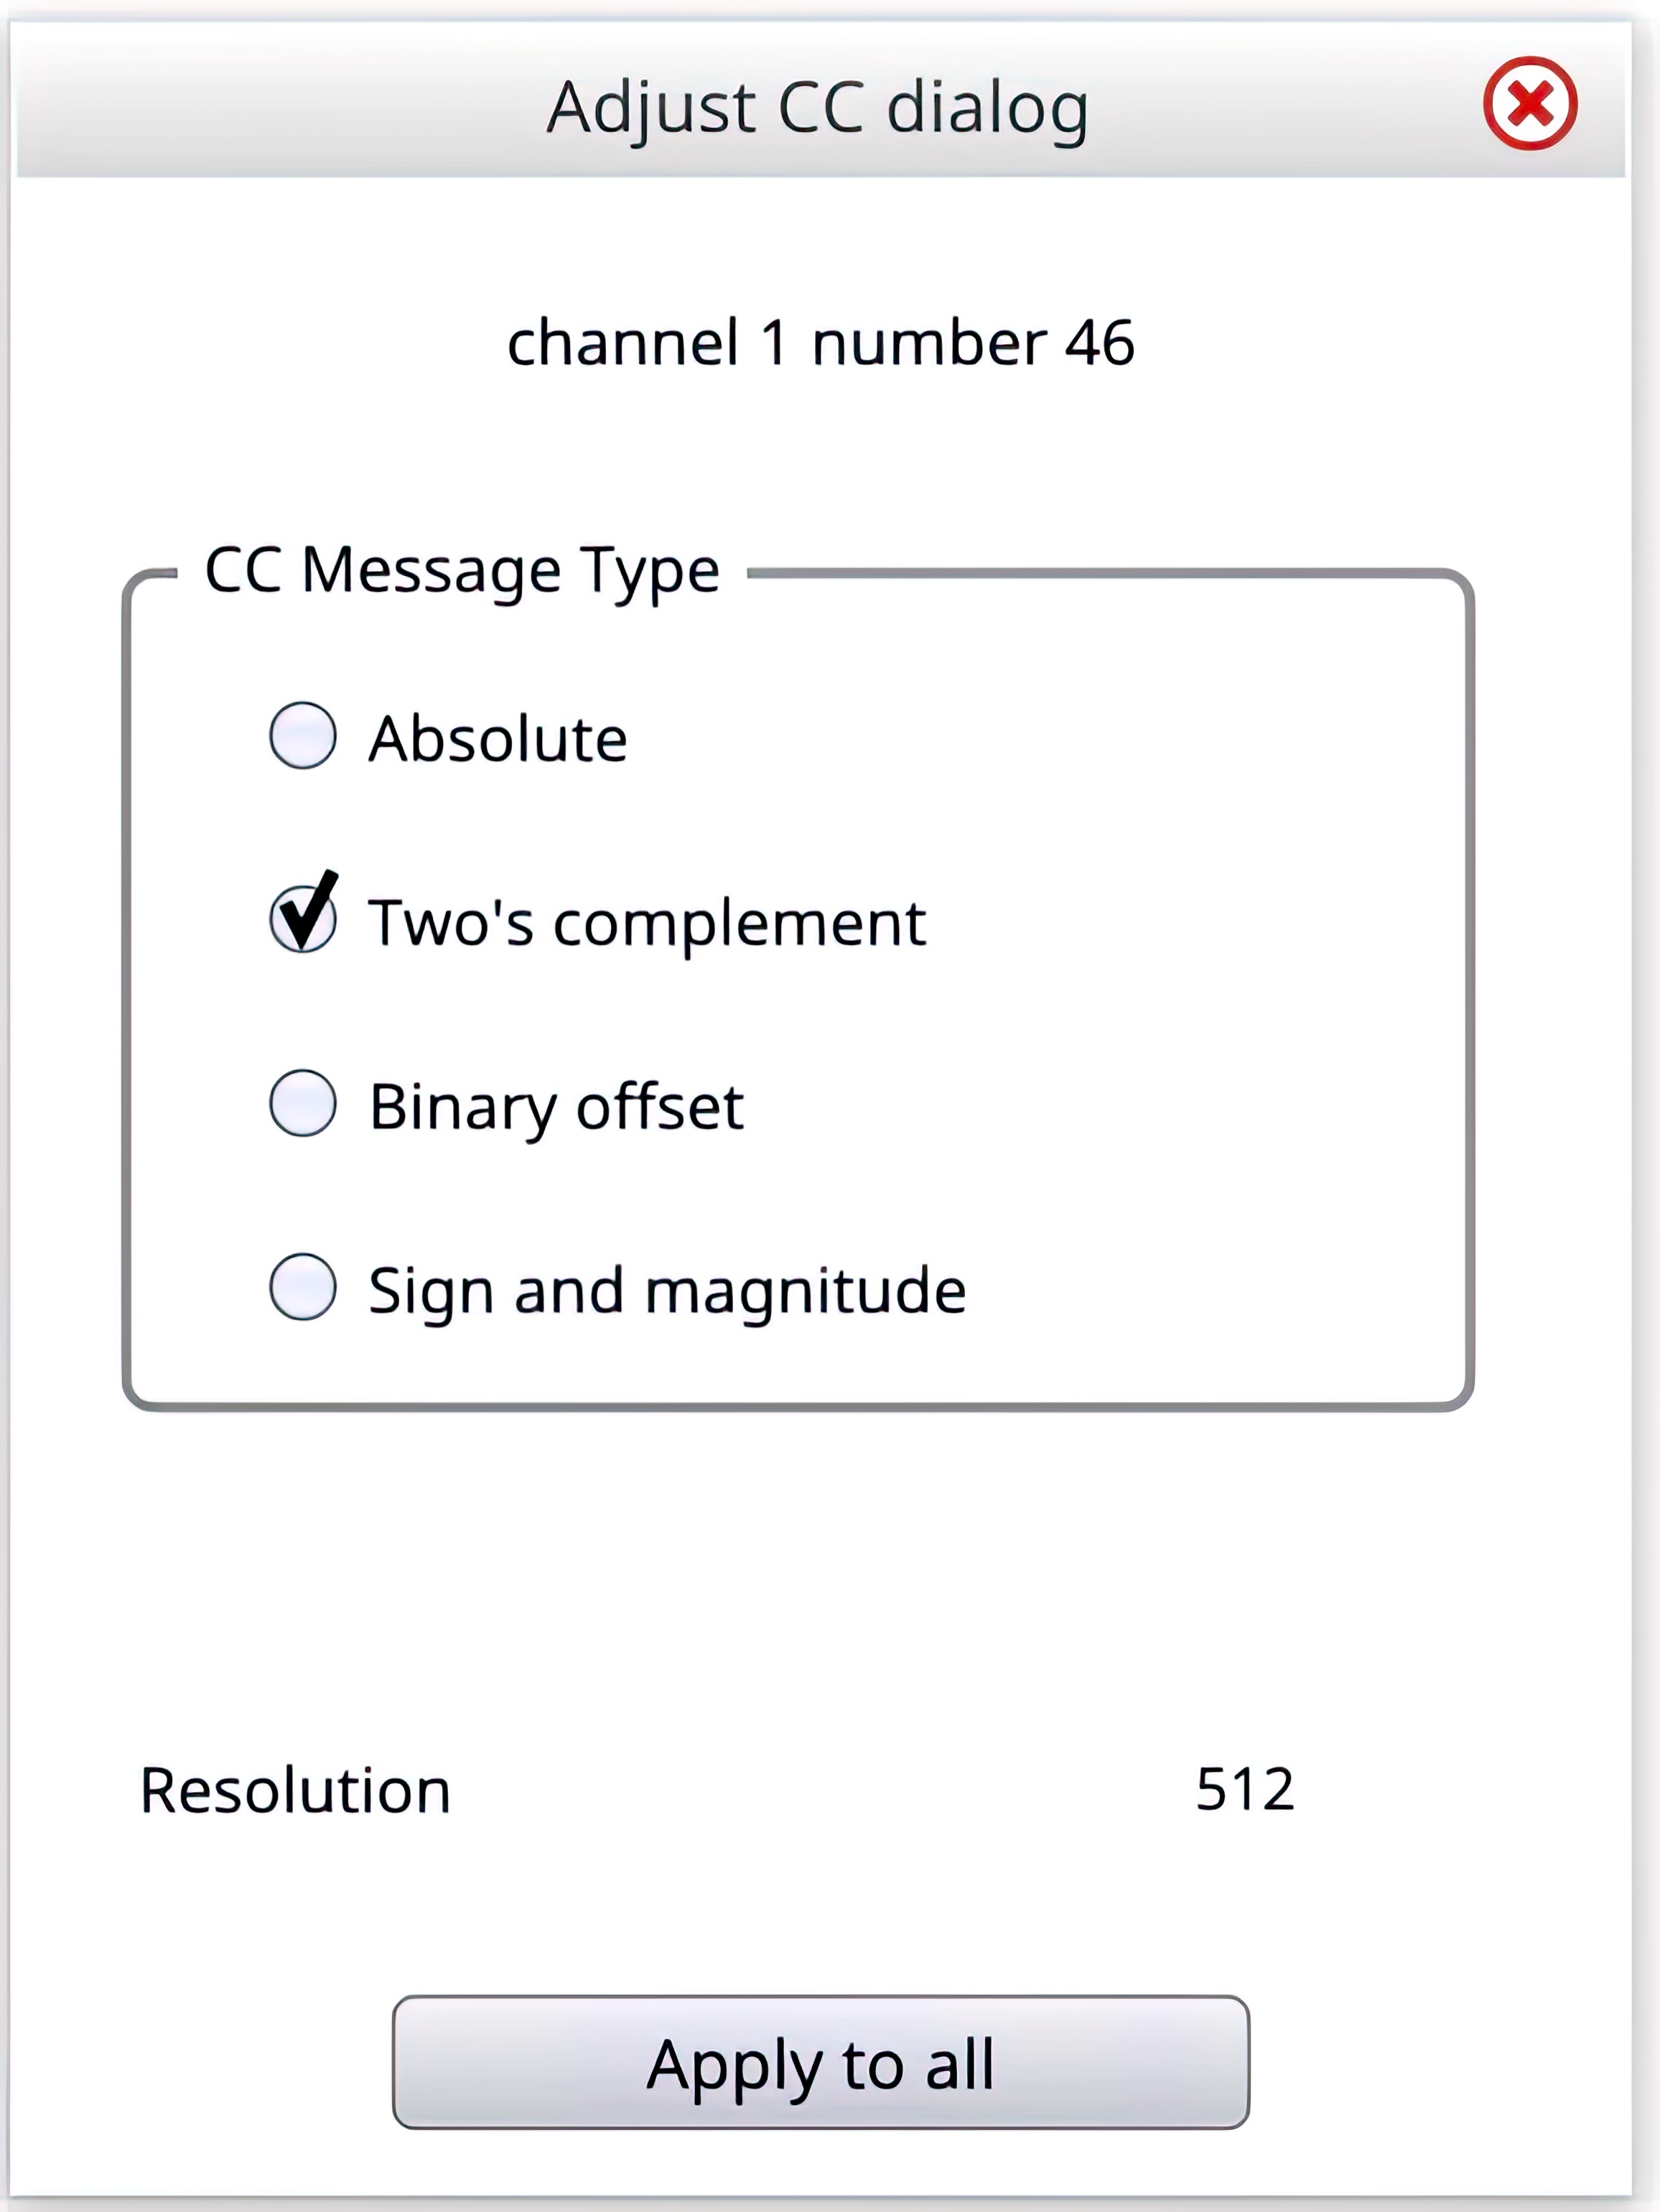 Adjust CC dialog
channel 1 number 46
CC Message Type
Absolute
Two's complement
Binary offset
Sign and magnitude
Resolution 512
Apply to all